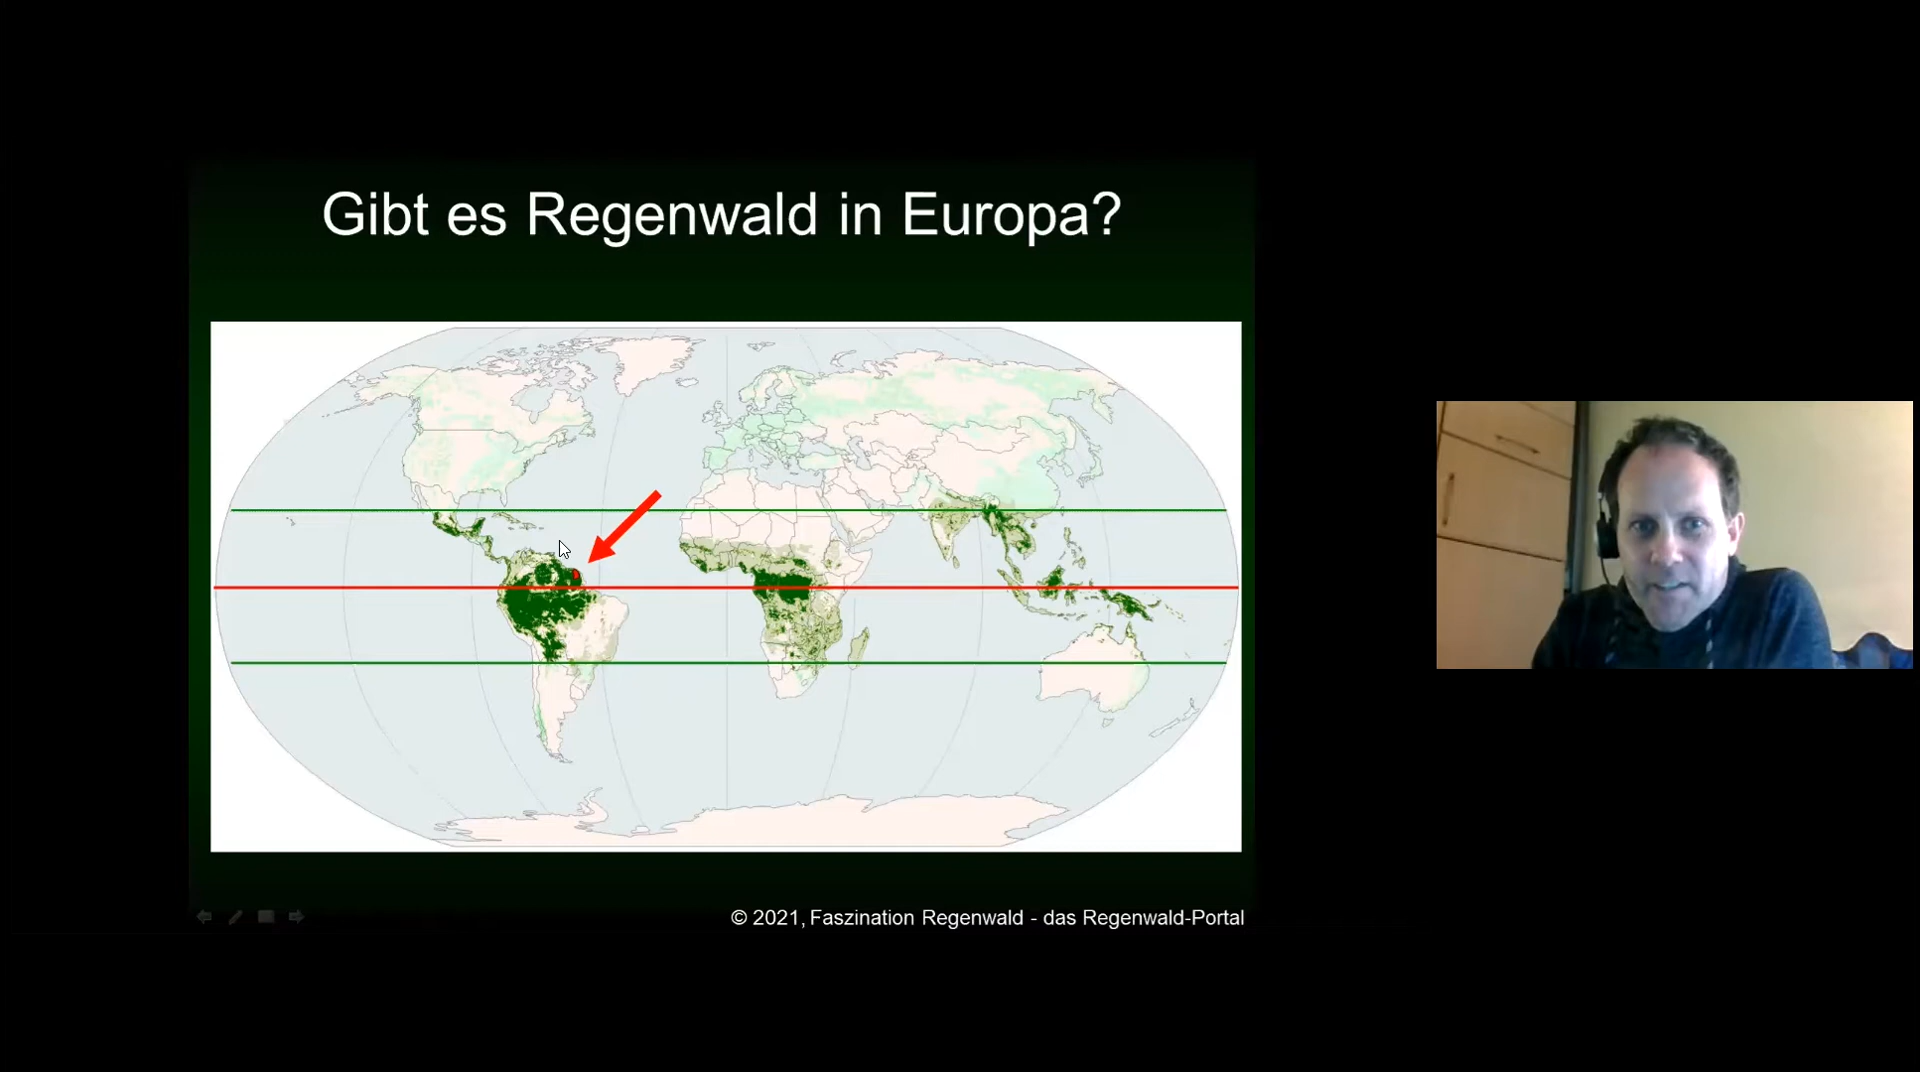 Gibt es Regenwald in Europa?
© 2021, Faszination Regenwald - das Regenwald-Portal